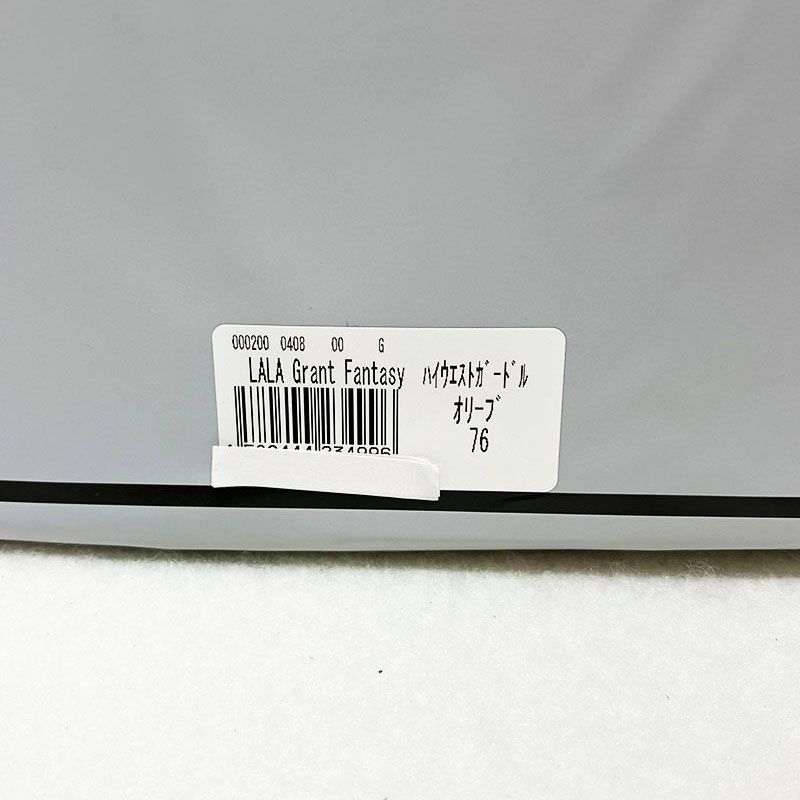 000200 0408 00 G
LALA Grant Fantasy ﾊｲｳｴｽﾄｶﾞｰﾄﾞﾙ
ｵﾘｰﾌﾞ
76